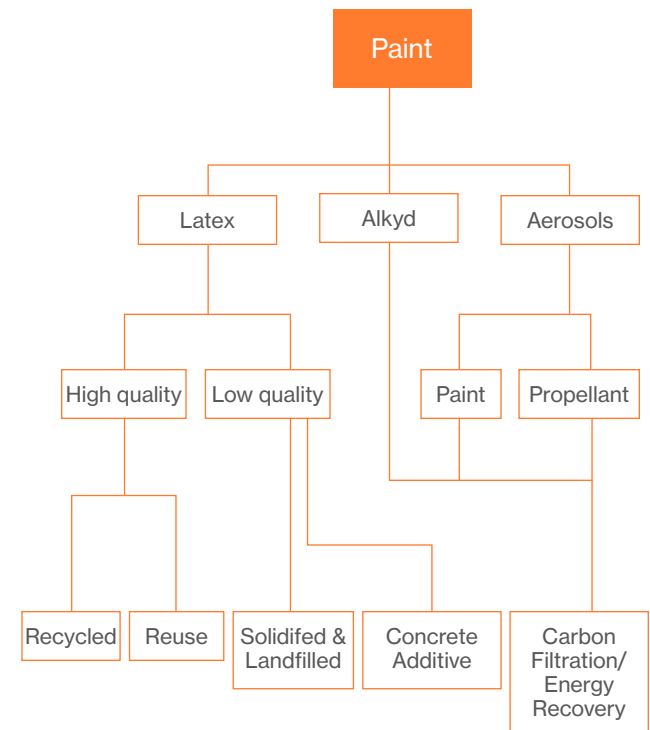 Paint
Latex
Alkyd
Aerosols
High quality
Low quality
Paint
Propellant
Recycled
Reuse
Solidifed &
Landfilled
Concrete
Additive
Carbon
Filtration/
Energy
Recovery